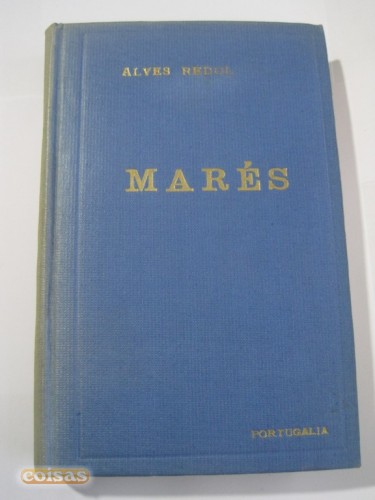 ALVES REDOL
MARÉS
PORTUGALIA
coisas